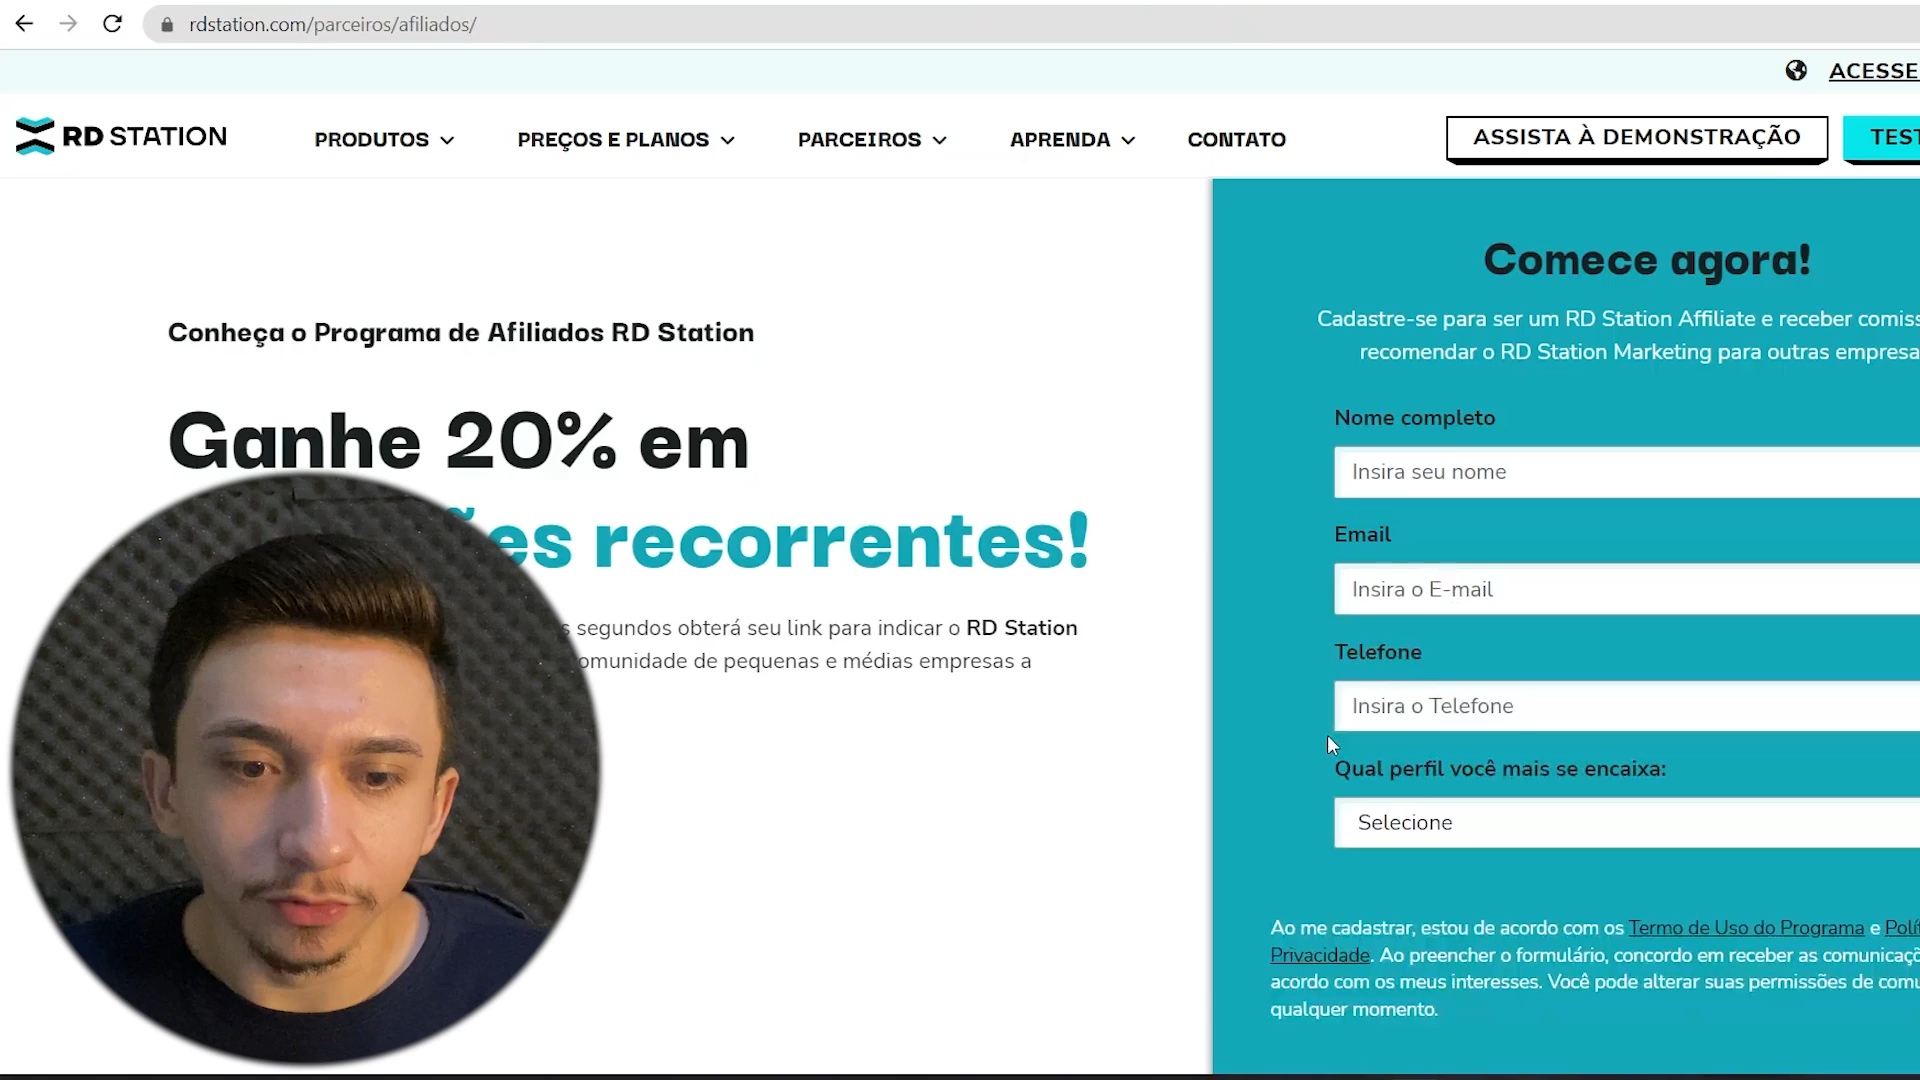 rdstation.com/parceiros/afiliados/
ACESSE
RD STATION
PRODUTOS
PREÇOS E PLANOS
PARCEIROS
APRENDA
CONTATO
ASSISTA À DEMONSTRAÇÃO
TEST
Conheça o Programa de Afiliados RD Station
Ganhe 20% em
ões recorrentes!
s segundos obterá seu link para indicar o RD Station
omunidade de pequenas e médias empresas a
Comece agora!
Cadastre-se para ser um RD Station Affiliate e receber comiss
recomendar o RD Station Marketing para outras empresa
Nome completo
Insira seu nome
Email
Insira o E-mail
Telefone
Insira o Telefone
Qual perfil você mais se encaixa:
Selecione
Ao me cadastrar, estou de acordo com os Termo de Uso do Programa e Polí
Privacidade. Ao preencher o formulário, concordo em receber as comunicaçõ
acordo com os meus interesses. Você pode alterar suas permissões de comu
qualquer momento.